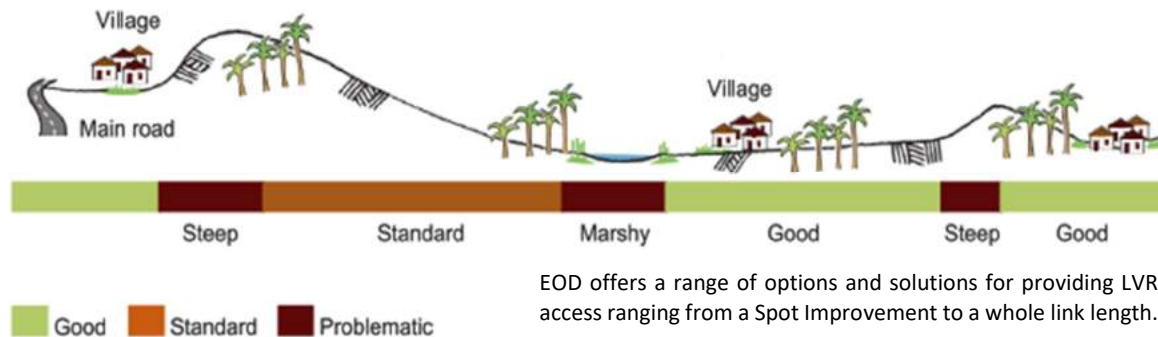 Village
Main road
Village
Steep
Standard
Marshy
Good
Steep
Good
EOD offers a range of options and solutions for providing LVR
access ranging from a Spot Improvement to a whole link length.
Good
Standard
Problematic